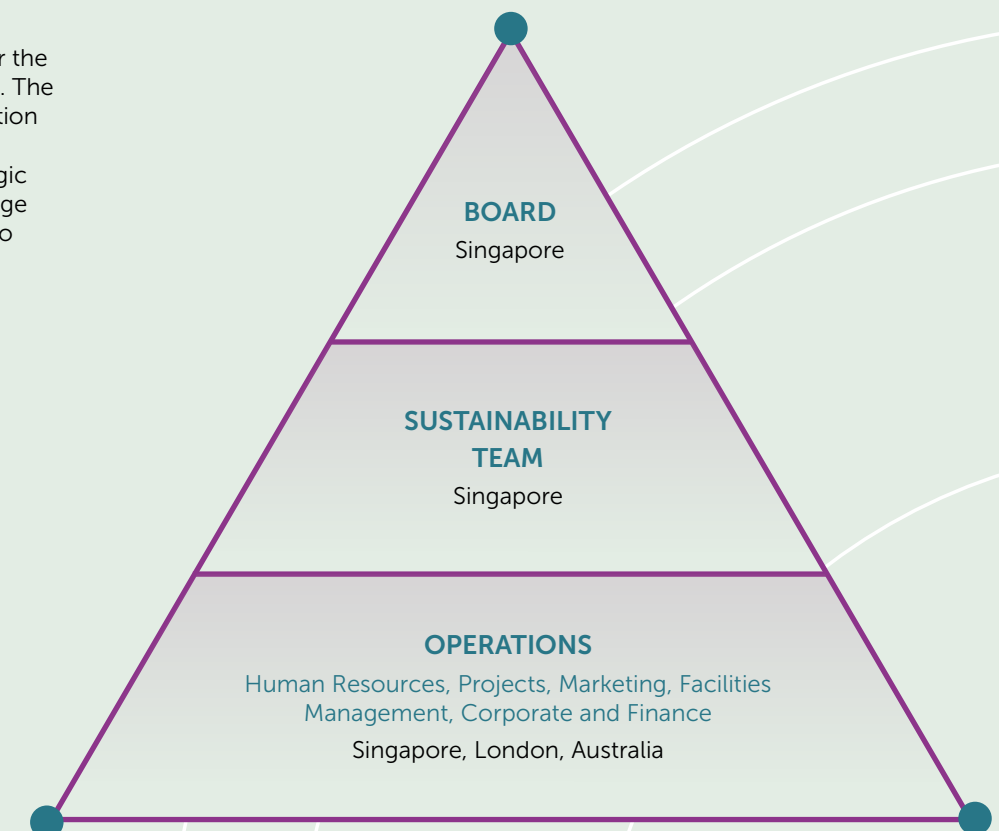 r the
. The
tion
gic
ge
o
BOARD
Singapore
SUSTAINABILITY
TEAM
Singapore
OPERATIONS
Human Resources, Projects, Marketing, Facilities
Management, Corporate and Finance
Singapore, London, Australia